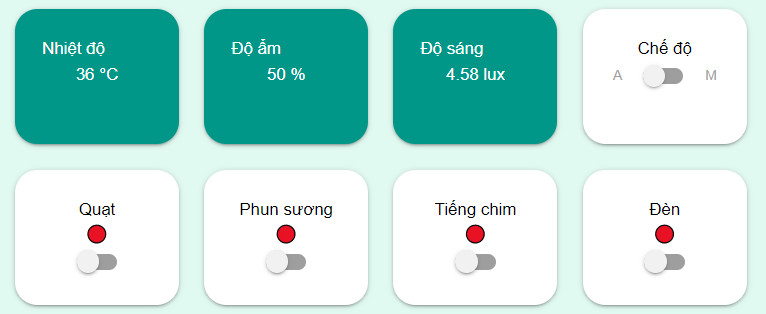 Nhiệt độ
36 °C
Độ ẩm
50 %
Độ sáng
4.58 lux
Chế độ
A M
Quạt
Phun sương
Tiếng chim
Đèn